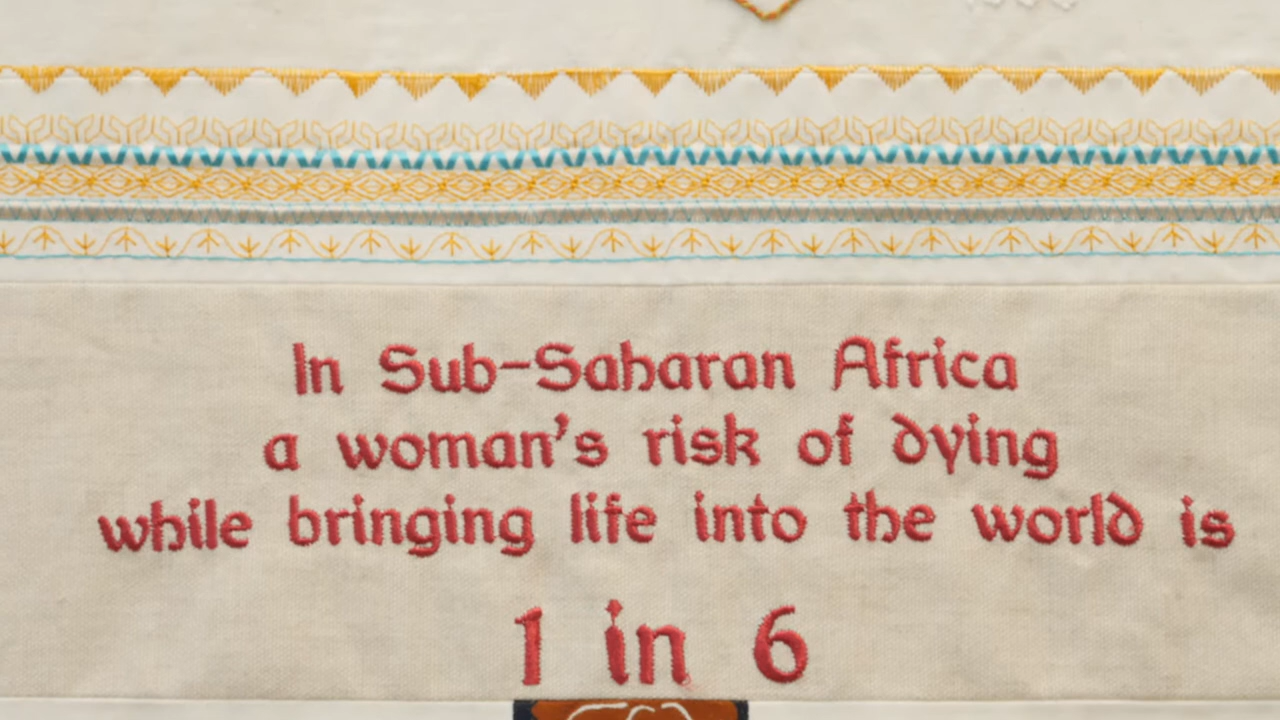 In Sub-Saharan Africa
a woman's risk of dying
while bringing life into the world is
1 in 6